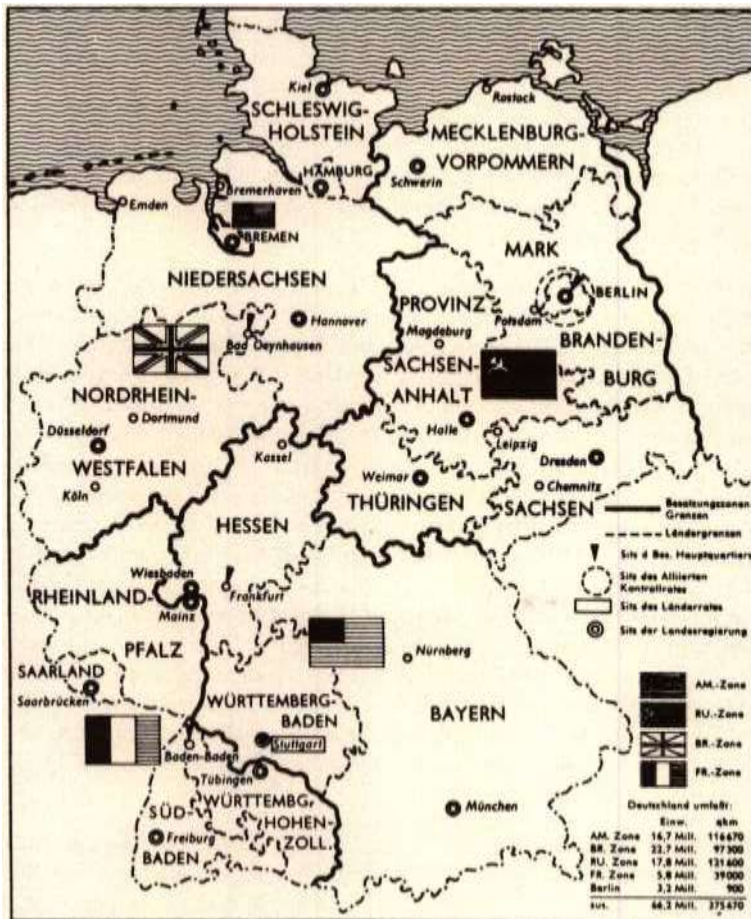 Kiel
SCHLESWIG-
HOLSTEIN
Rostock
MECKLENBURG-
VORPOMMERN
Schwerin
HAMBURG
Bremerhaven
Emden
BREMEN
MARK
NIEDERSACHSEN
PROVINZ
BERLIN
Potsdam
Hannover
Magdeburg
Bad Oeynhausen
BRANDEN-
BURG
SACHSEN-
ANHALT
NORDRHEIN-
Dortmund
Düsseldorf
Halle
Leipzig
Kassel
WESTFALEN
Dresden
Weimar
Köln
Chemnitz
THÜRINGEN
SACHSEN
HESSEN
Besatzungszonen
Grenzen
Ländergrenzen
Sitz d Bes. Hauptquartiers
Sitz des Alliierten
Kontrollrates
Sitz des Länderrates
Sitz der Landesregierung
Wiesbaden
RHEINLAND-
Frankfurt
Mainz
PFALZ
Nürnberg
SAARLAND
Saarbrücken
WÜRTTEMBERG-
BADEN
BAYERN
Stuttgart
Baden-Baden
Tübingen
WÜRTTEMBG.
HOHEN-
ZOLL.
SÜD-
BADEN
Freiburg
München
AM.-Zone
RU.-Zone
BR.-Zone
FR.-Zone
Deutschland umfaßt:
Einw. qkm
AM. Zone 16,7 Mill. 116670
BR. Zone 22,7 Mill. 97300
RU. Zone 17,8 Mill. 121600
FR. Zone 5,8 Mill. 39000
Berlin 3,2 Mill. 900
zus. 66,2 Mill. 375470